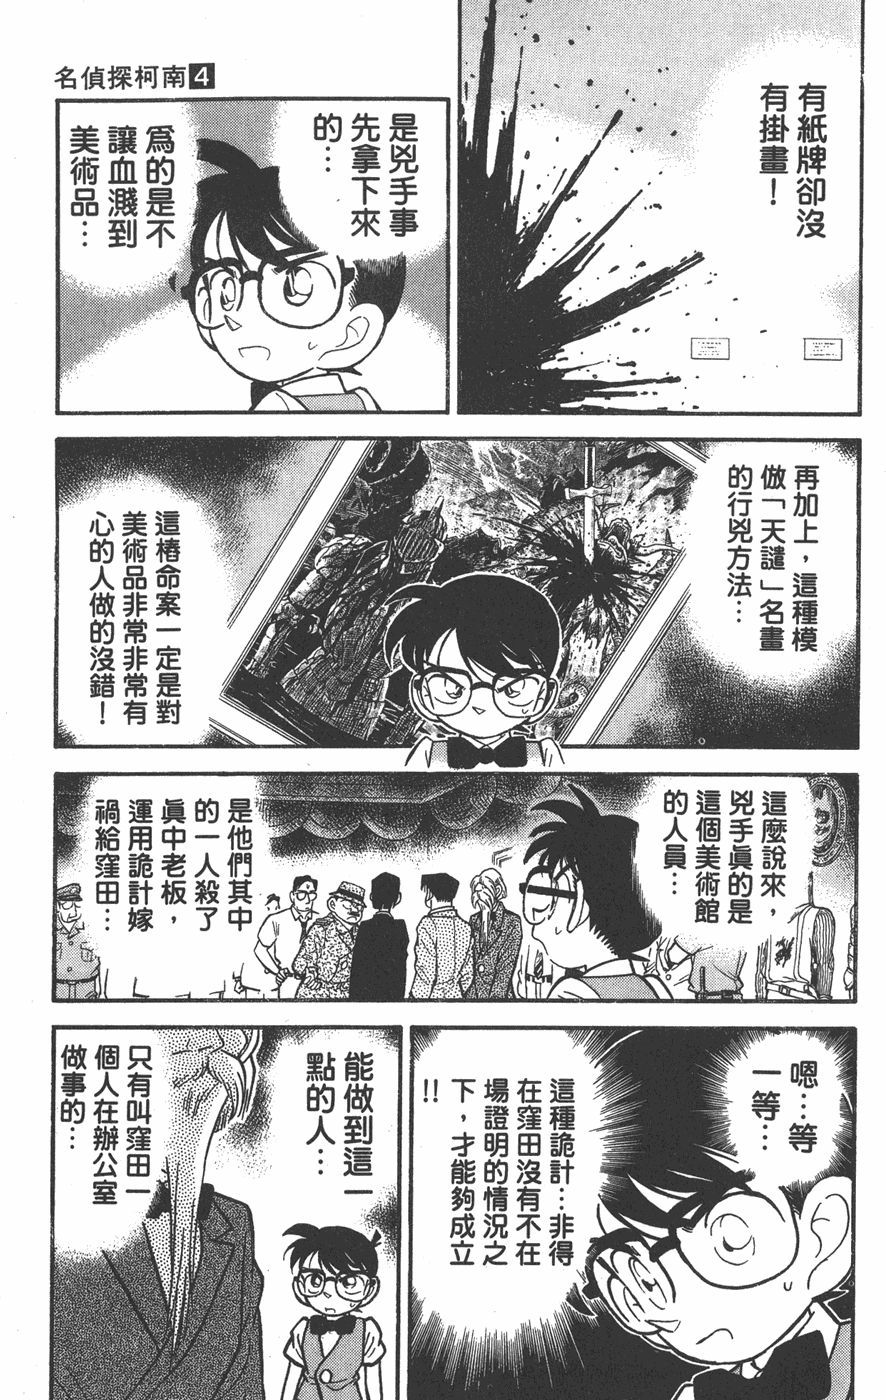 名偵探柯南4
有紙牌卻沒
有掛畫！
是兇手事
先拿下來
的…
為的是不
讓血濺到
美術品…
再加上，這種模
倣「天譴」名畫
的行兇方法…
這樁命案一定是對
美術品非常非常有
心的人做的沒錯！
這麼說來，
兇手真的是
這個美術館
的人員…
是他們其中
的一人殺了
真中老板，
運用詭計嫁
禍給窪田…
嗯…等
一等…
這種詭計…非得
在窪田沒有不在
場證明的情況之
下，才能夠成立
!!
能做到這一
點的人…
只有叫窪田一
個人在辦公室
做事的…